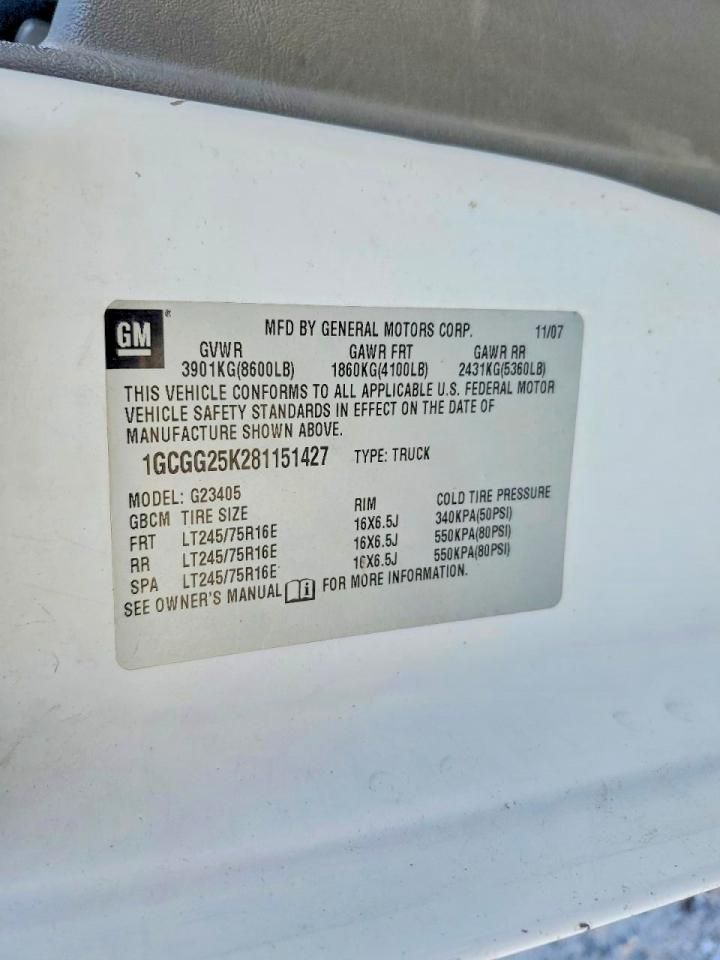 GM ® MFD BY GENERAL MOTORS CORP. 11/07
GVWR GAWR FRT GAWR RR
3901KG(8600LB) 1860KG(4100LB) 2431KG(5360LB)
THIS VEHICLE CONFORMS TO ALL APPLICABLE U.S. FEDERAL MOTOR
VEHICLE SAFETY STANDARDS IN EFFECT ON THE DATE OF
MANUFACTURE SHOWN ABOVE.
1GCGG25K281151427 TYPE: TRUCK
MODEL: G23405
GBCM TIRE SIZE RIM COLD TIRE PRESSURE
FRT LT245/75R16E 16X6.5J 340KPA(50PSI)
RR LT245/75R16E 16X6.5J 550KPA(80PSI)
SPA LT245/75R16E 16X6.5J 550KPA(80PSI)
SEE OWNER'S MANUAL i FOR MORE INFORMATION.